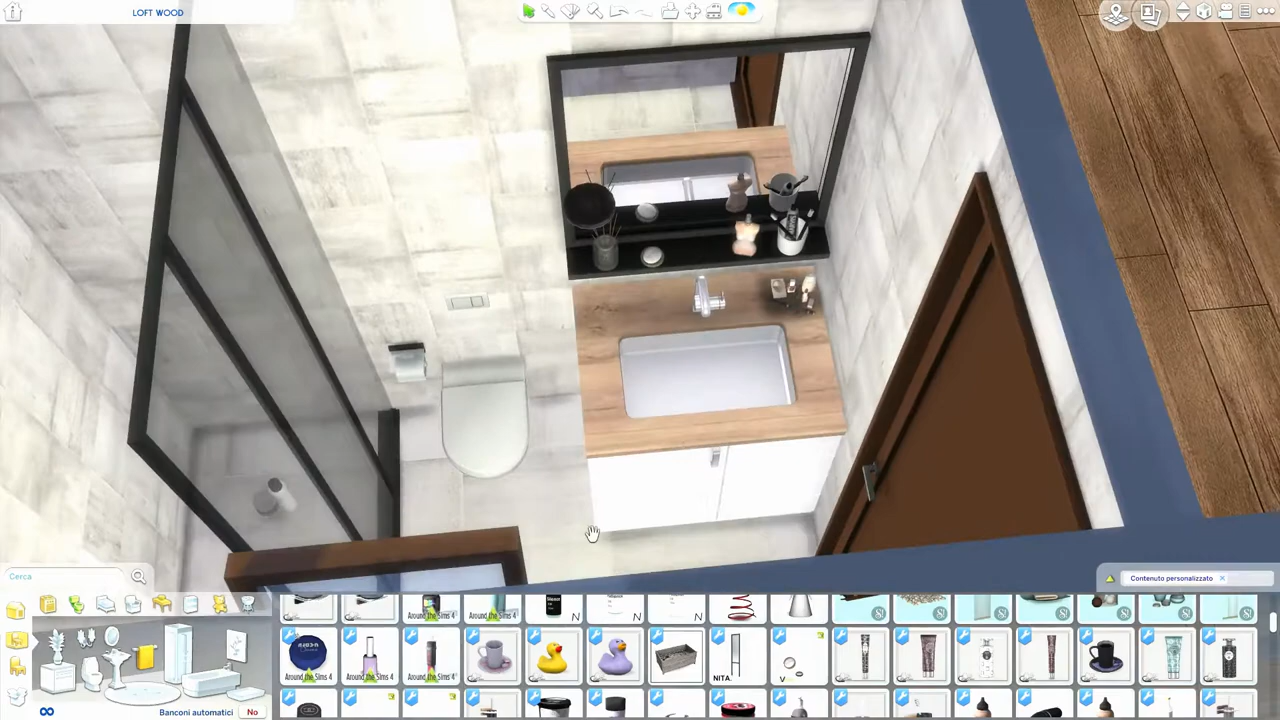 LOFT WOOD
Cerca
Contenuto personalizzato
Around the Sims 4
Around the Sims 4
Around the Sims 4
Around the Sims 4
Around the Sims 4
NITA.
Banconi automatici No